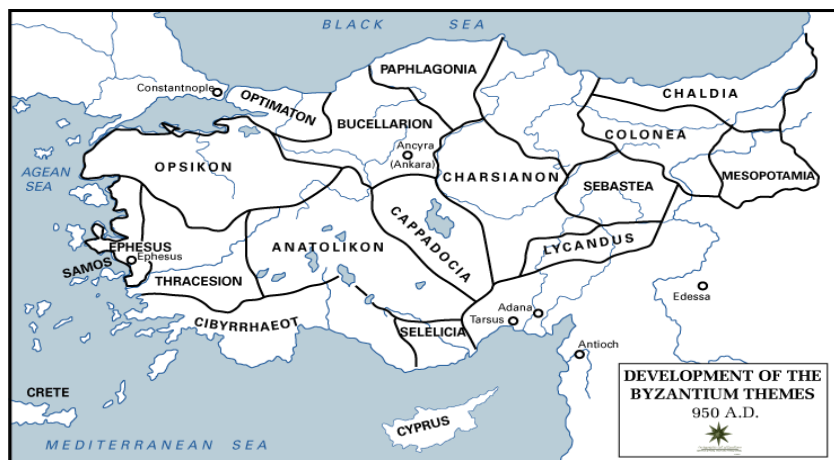 BLACK SEA
PAPHLAGONIA
Constantnople
OPTIMATON
CHALDIA
BUCELLARION
COLONEA
Ancyra
(Ankara)
OPSIKON
AGEAN
SEA
CHARSIANON
SEBASTEA
MESOPOTAMIA
CAPPADOCIA
EPHESUS
Ephesus
ANATOLIKON
LYCANDUS
SAMOS
THRACESION
Edessa
Adana
Tarsus
CIBYRRHAEOT
SELELICIA
Antioch
CRETE
CYPRUS
MEDITERRANEAN SEA
DEVELOPMENT OF THE
BYZANTIUM THEMES
950 A.D.